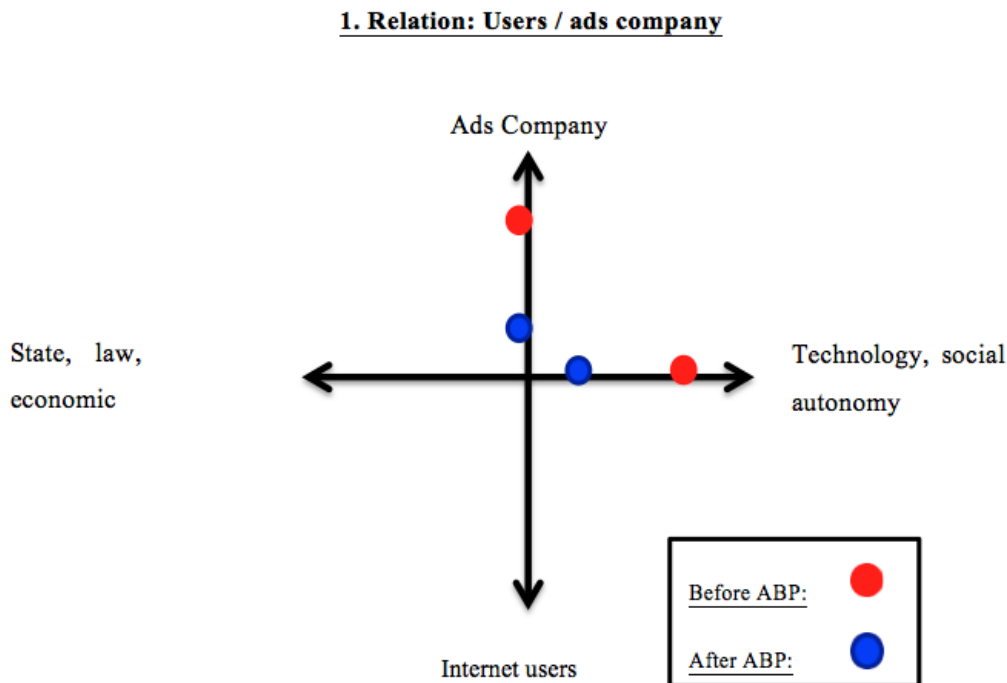 1. Relation: Users / ads company
Ads Company
State, law,
economic
Technology, social
autonomy
Before ABP:
After ABP:
Internet users